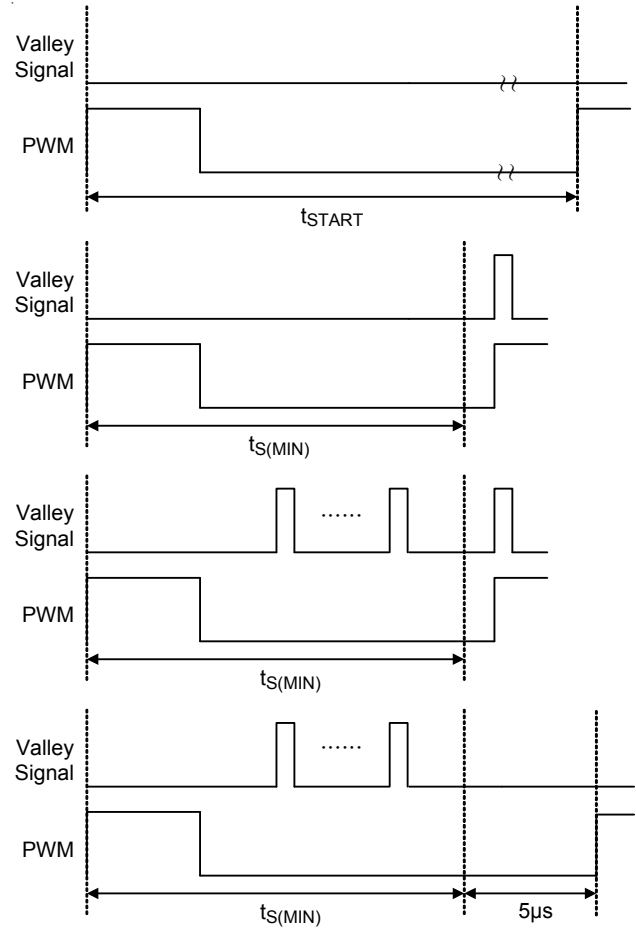 Valley
Signal
PWM
tSTART
Valley
Signal
PWM
tS(MIN)
......
Valley
Signal
PWM
tS(MIN)
......
Valley
Signal
PWM
tS(MIN)
5µs